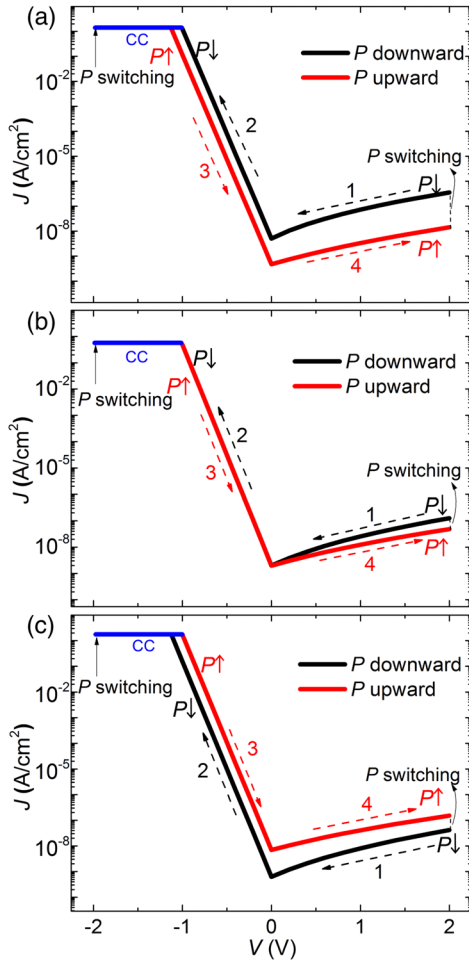 (a)
CC
P switching
P↑
P↓
2
3
P downward
P upward
P switching
1
P↓
4
P↑
10⁻²
10⁻⁵
10⁻⁸
J (A/cm²)
(b)
CC
P switching
P↓
P↑
2
3
P downward
P upward
P switching
1
P↓
4
P↑
10⁻²
10⁻⁵
10⁻⁸
J (A/cm²)
(c)
CC
P switching
P↑
P↓
3
2
P downward
P upward
P switching
4
P↑
P↓
1
10⁻²
10⁻⁵
10⁻⁸
J (A/cm²)
-2 -1 0 1 2
V (V)